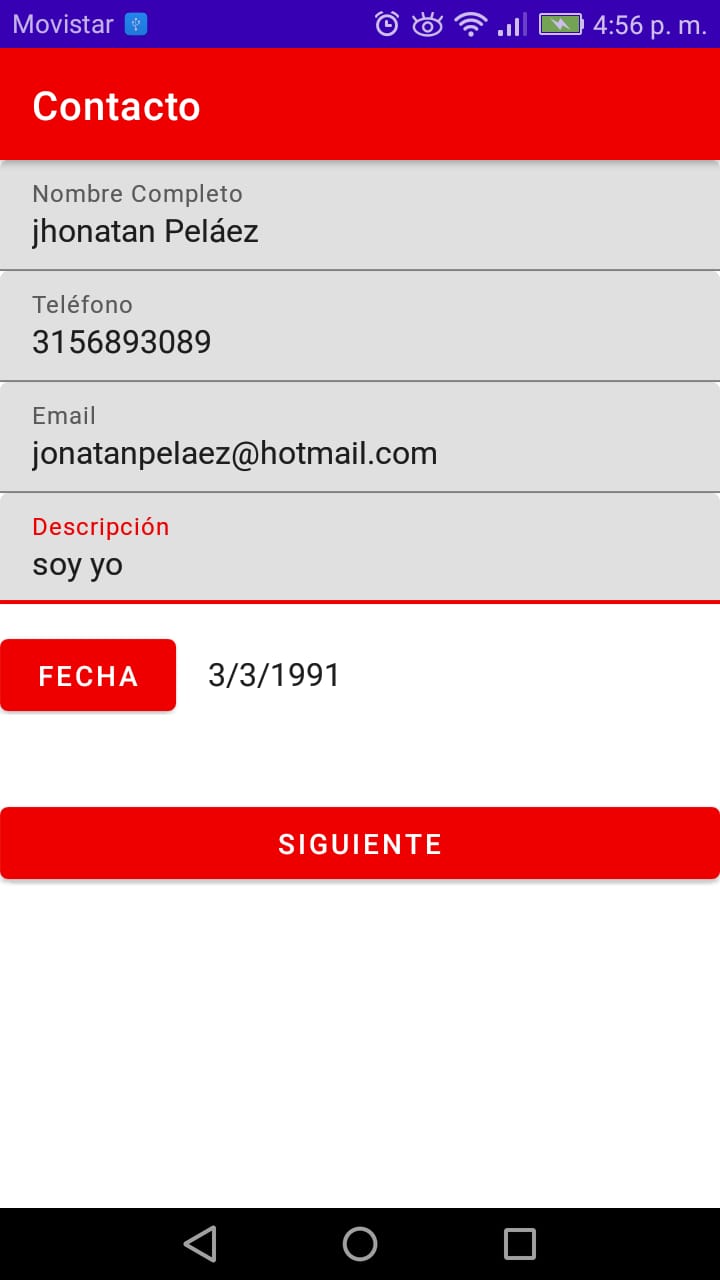 Movistar 4:56 p. m.
Contacto
Nombre Completo
jhonatan Peláez
Teléfono
3156893089
Email
jonatanpelaez@hotmail.com
Descripción
soy yo
FECHA 3/3/1991
SIGUIENTE